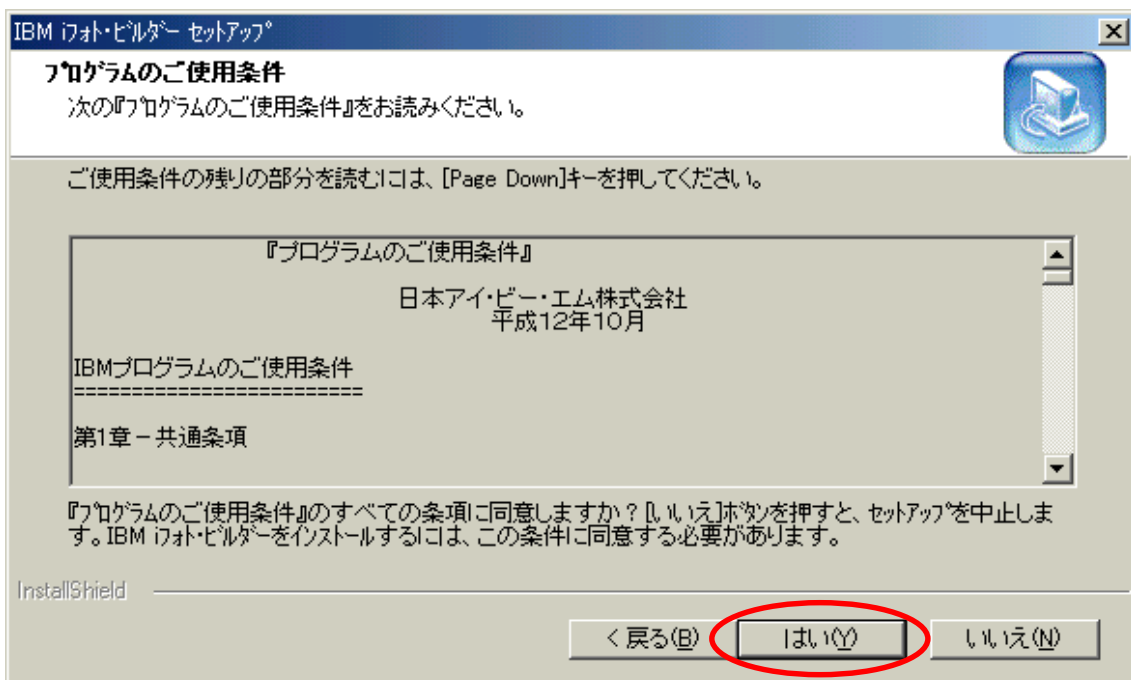 IBM iフォト・ビルダー セットアップ
プログラムのご使用条件
次の『プログラムのご使用条件』をお読みください。
ご使用条件の残りの部分を読むには、[Page Down]キーを押してください。
『プログラムのご使用条件』
日本アイ・ビー・エム株式会社
平成12年10月
IBMプログラムのご使用条件
=========================
第1章－共通条項
『プログラムのご使用条件』のすべての条項に同意しますか？[いいえ]ボタンを押すと、セットアップを中止しま
す。IBM iフォト・ビルダーをインストールするには、この条件に同意する必要があります。
InstallShield
< 戻る(B)
はい(Y)
いいえ(N)